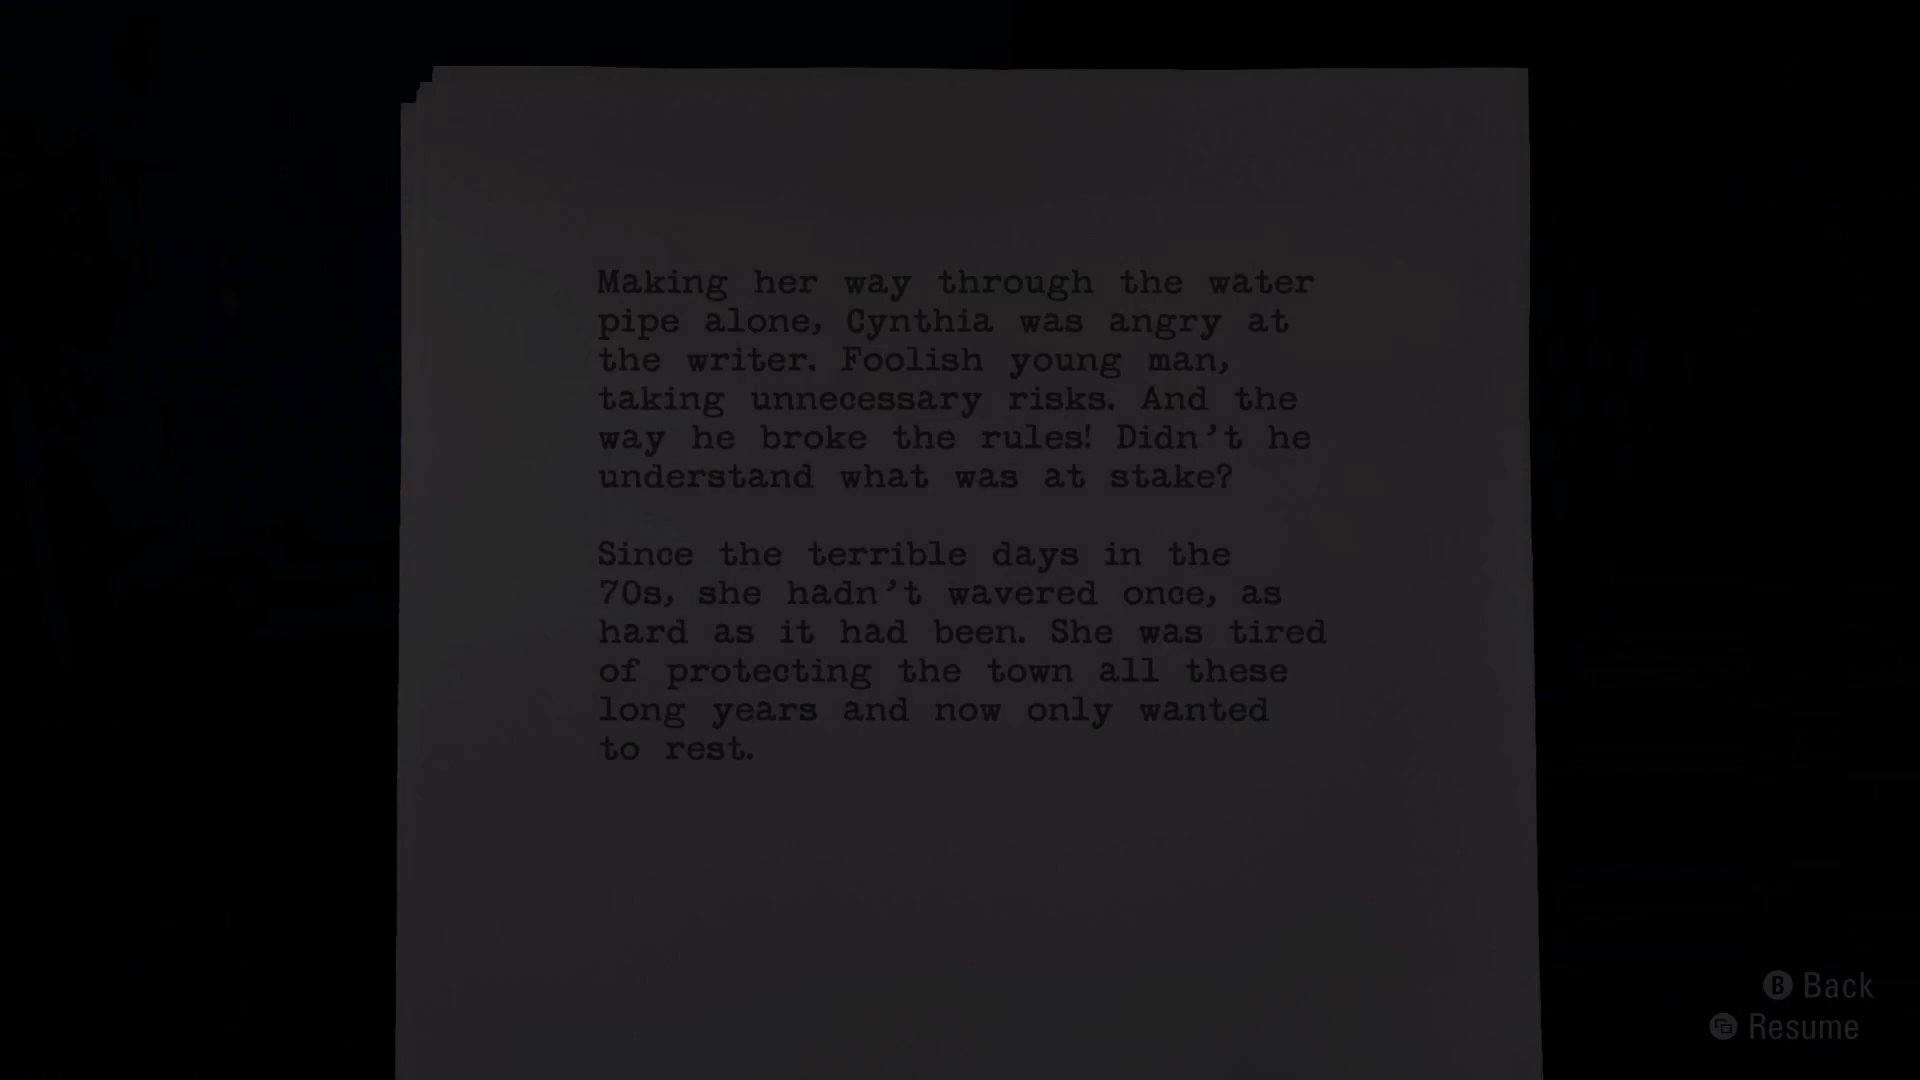 Making her way through the water
pipe alone, Cynthia was angry at
the writer. Foolish young man,
taking unnecessary risks. And the
way he broke the rules! Didn't he
understand what was at stake?
Since the terrible days in the
70s, she hadn't wavered once, as
hard as it had been. She was tired
of protecting the town all these
long years and now only wanted
to rest.
B Back
Resume